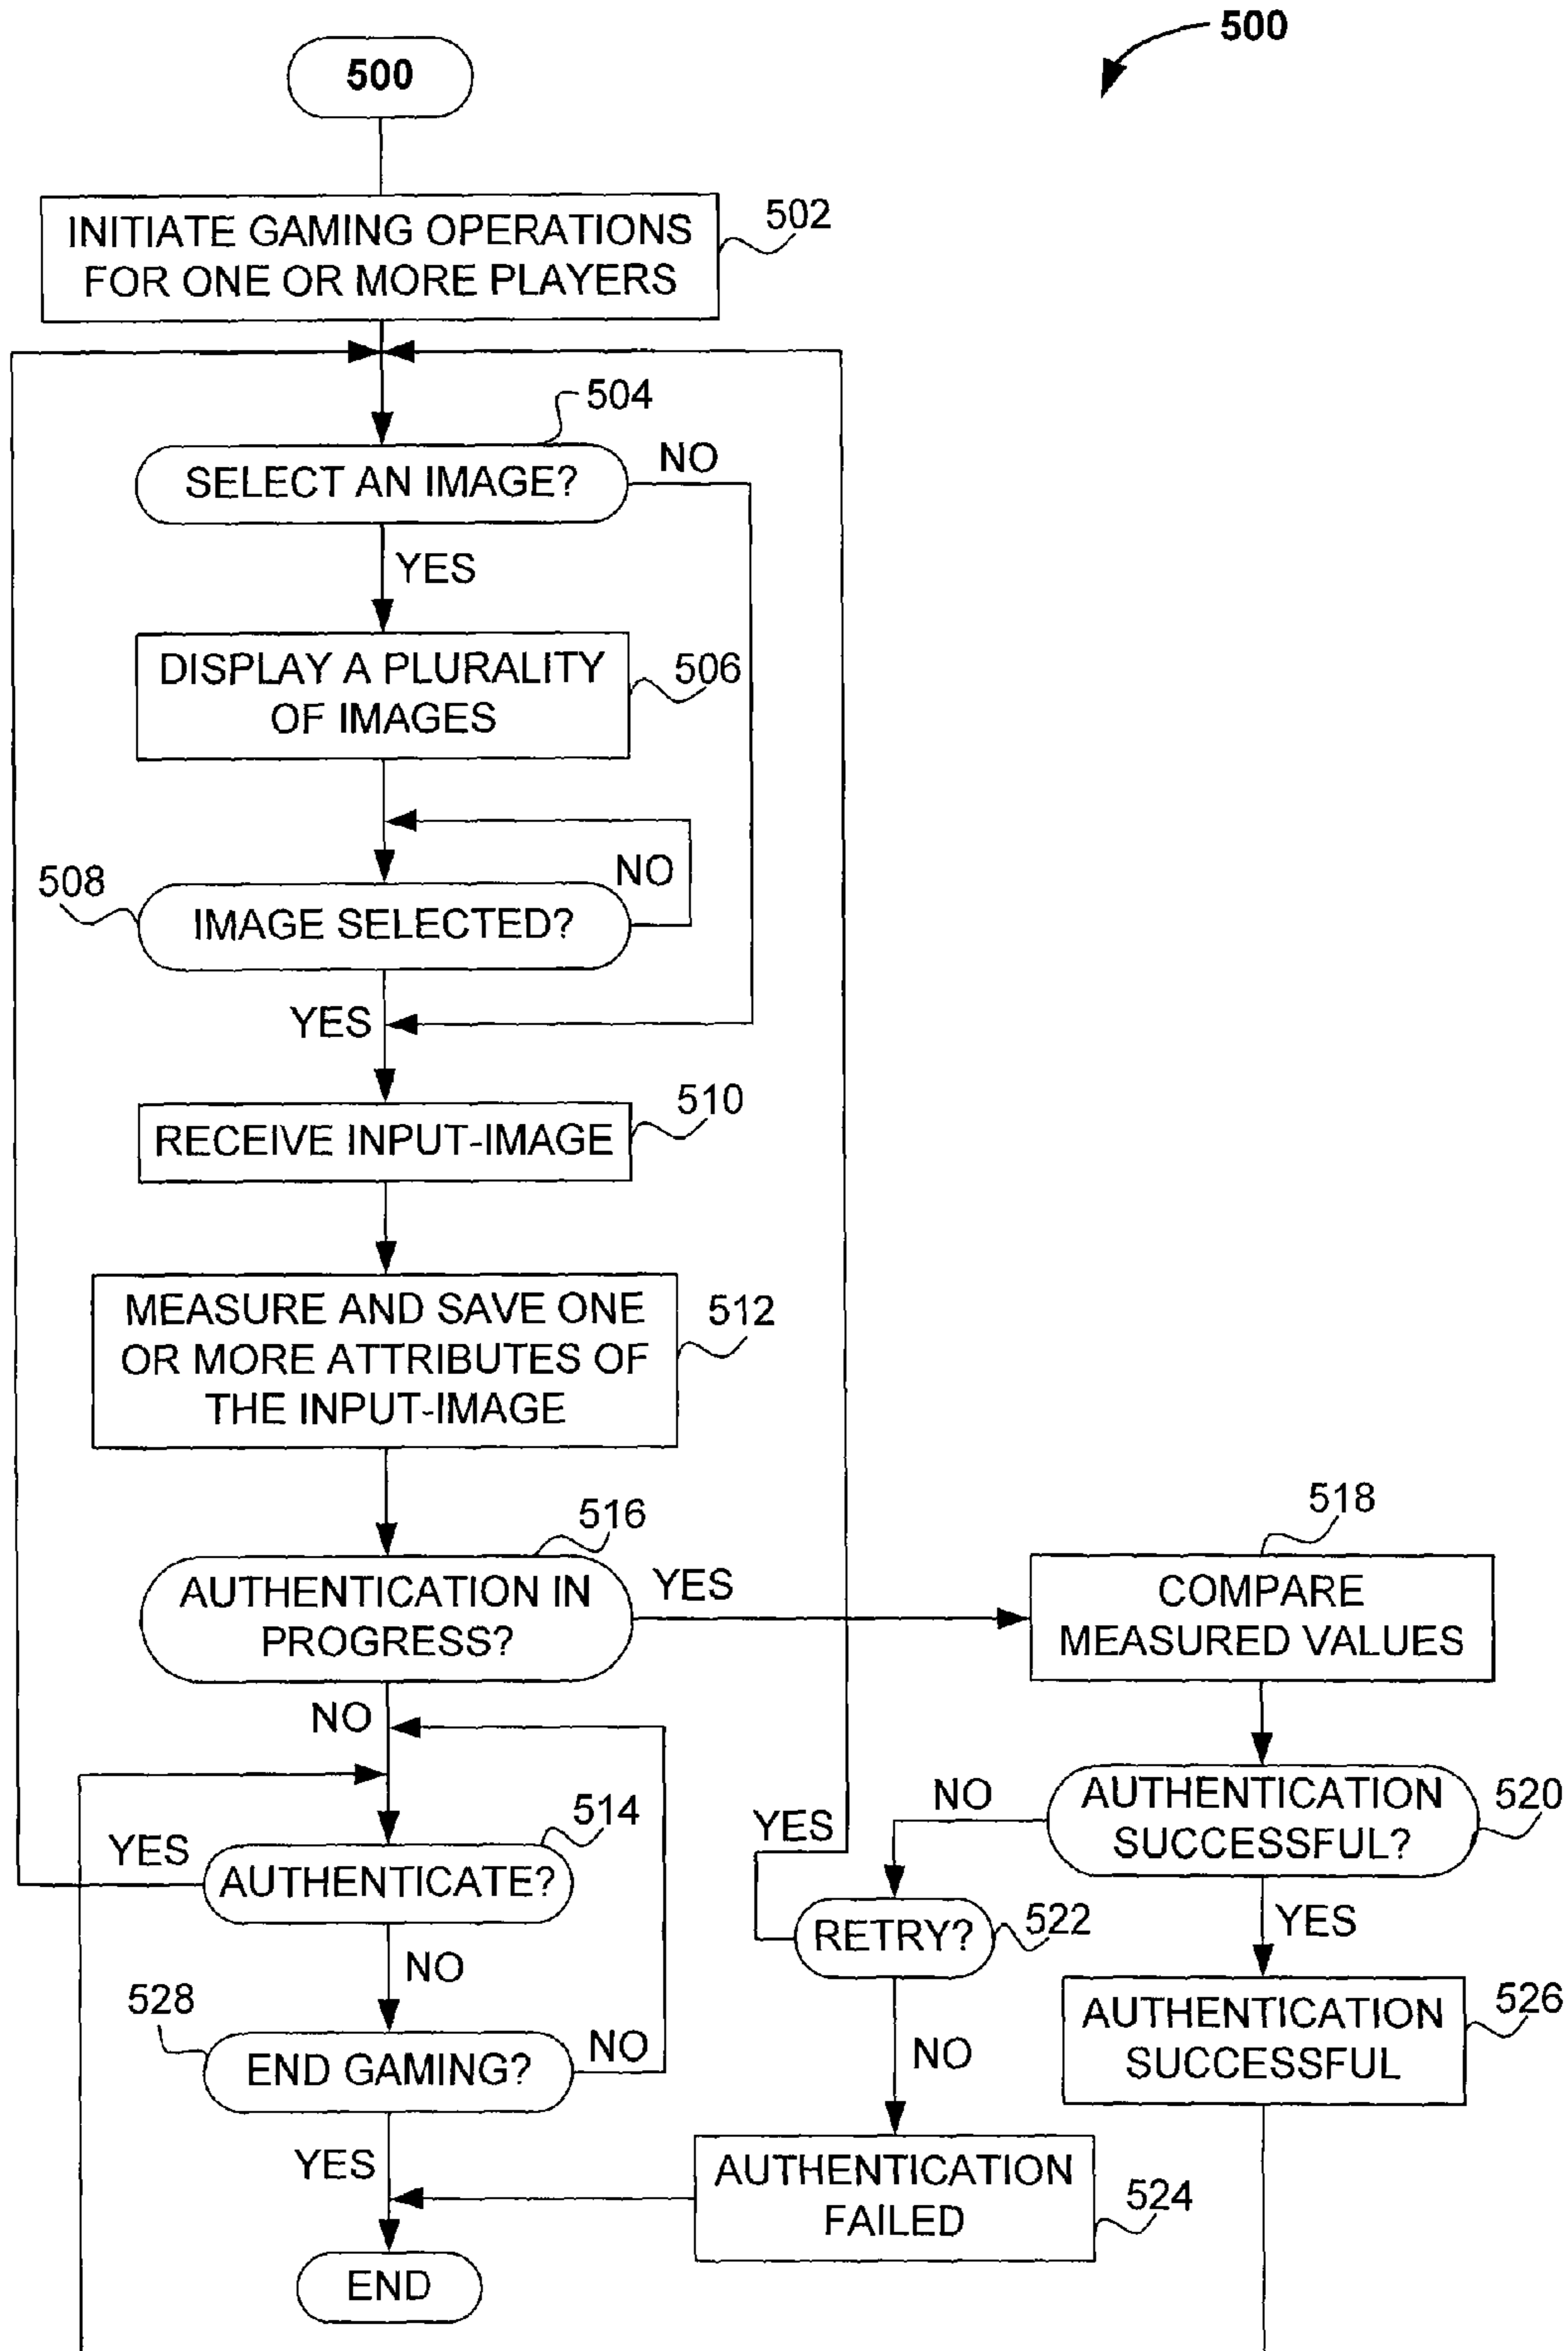 500
500
INITIATE GAMING OPERATIONS
FOR ONE OR MORE PLAYERS
502
504
SELECT AN IMAGE?
NO
YES
DISPLAY A PLURALITY
OF IMAGES
506
NO
508
IMAGE SELECTED?
YES
510
RECEIVE INPUT-IMAGE
MEASURE AND SAVE ONE
OR MORE ATTRIBUTES OF
THE INPUT-IMAGE
512
516
AUTHENTICATION IN
PROGRESS?
YES
518
COMPARE
MEASURED VALUES
NO
514
YES
AUTHENTICATE?
NO
528
END GAMING?
NO
YES
END
NO
AUTHENTICATION
SUCCESSFUL?
520
YES
RETRY?
522
YES
NO
AUTHENTICATION
SUCCESSFUL
526
AUTHENTICATION
FAILED
524